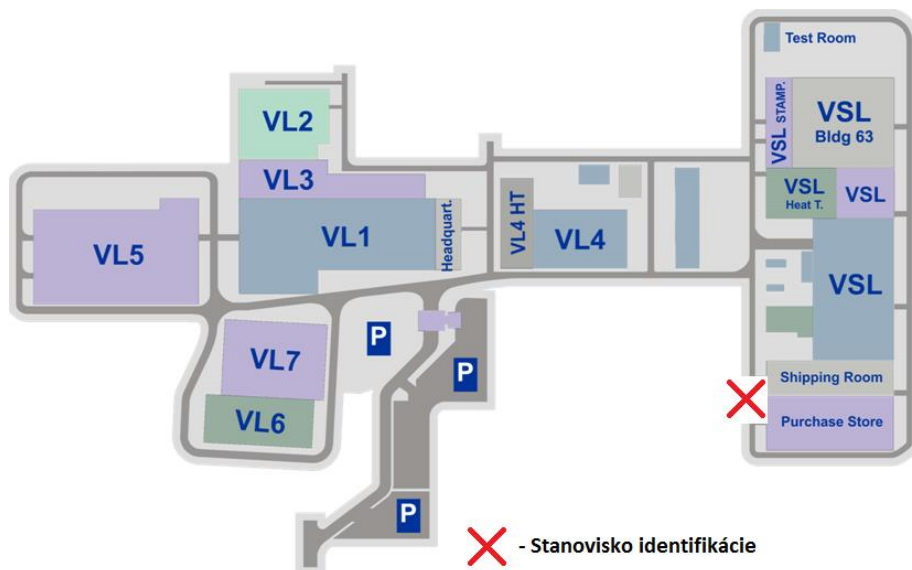 Test Room
VL2
VSL STAMP.
VSL
Bldg 63
VL3
VSL
Heat T.
VSL
VL5
VL1
Headquart.
VL4 HT
VL4
VSL
P
VL7
P
Shipping Room
VL6
Purchase Store
P
- Stanovisko identifikácie